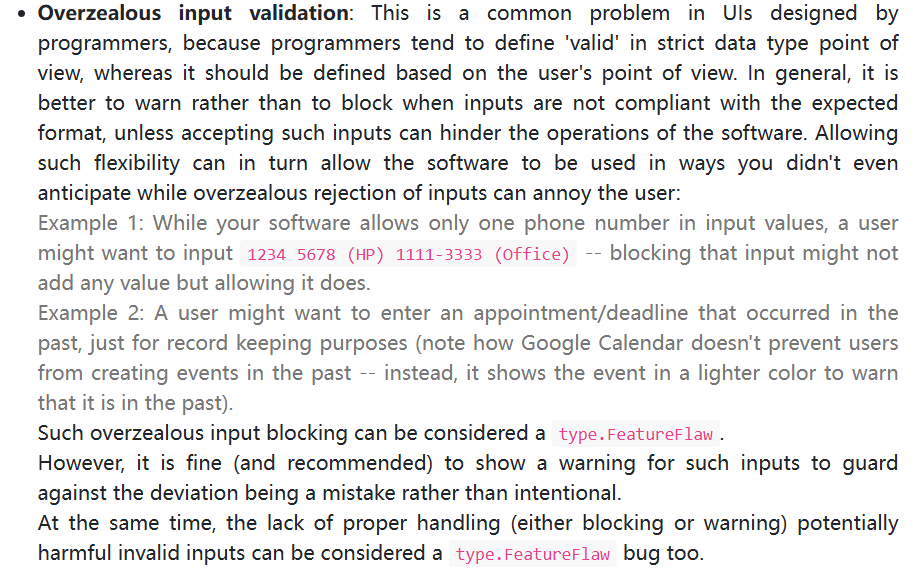 • Overzealous input validation: This is a common problem in UIs designed by
programmers, because programmers tend to define 'valid' in strict data type point of
view, whereas it should be defined based on the user's point of view. In general, it is
better to warn rather than to block when inputs are not compliant with the expected
format, unless accepting such inputs can hinder the operations of the software. Allowing
such flexibility can in turn allow the software to be used in ways you didn't even
anticipate while overzealous rejection of inputs can annoy the user:
Example 1: While your software allows only one phone number in input values, a user
might want to input 1234 5678 (HP) 1111-3333 (Office) -- blocking that input might not
add any value but allowing it does.
Example 2: A user might want to enter an appointment/deadline that occurred in the
past, just for record keeping purposes (note how Google Calendar doesn't prevent users
from creating events in the past -- instead, it shows the event in a lighter color to warn
that it is in the past).
Such overzealous input blocking can be considered a type.FeatureFlaw.
However, it is fine (and recommended) to show a warning for such inputs to guard
against the deviation being a mistake rather than intentional.
At the same time, the lack of proper handling (either blocking or warning) potentially
harmful invalid inputs can be considered a type.FeatureFlaw bug too.